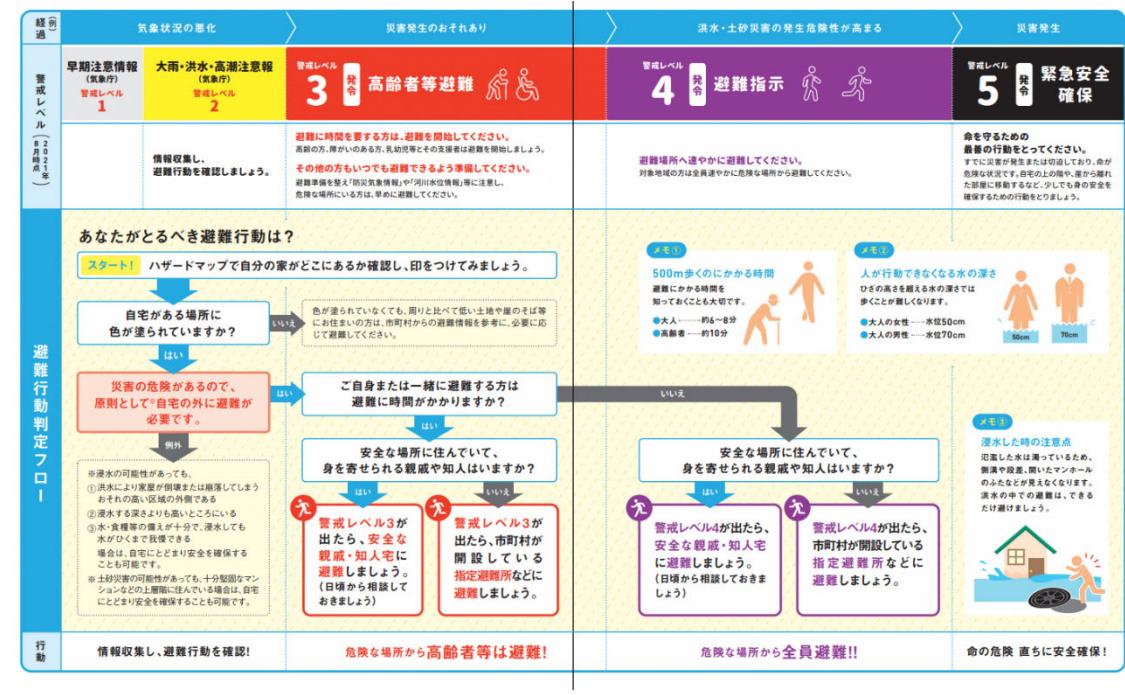 経過
(例)
気象状況の悪化
災害発生のおそれあり
洪水・土砂災害の発生危険性が高まる
災害発生
警戒レベル
(2021年8月時点)
早期注意情報
(気象庁)
警戒レベル
1
大雨・洪水・高潮注意報
(気象庁)
警戒レベル
2
警戒レベル
3
発令
高齢者等避難
警戒レベル
4
発令
避難指示
警戒レベル
5
発令
緊急安全
確保
情報収集し、
避難行動を確認しましょう。
避難に時間を要する方は、避難を開始してください。
高齢の方、障がいのある方、乳幼児等とその支援者は避難を開始しましょう。
その他の方もいつでも避難できるよう準備してください。
避難準備を整え「防災気象情報」や「河川水位情報」等に注意し、
危険な場所にいる方は、早めに避難してください。
避難場所へ速やかに避難してください。
対象地域の方は全員速やかに危険な場所から避難してください。
命を守るための
最善の行動をとってください。
すでに災害が発生または切迫しており、命が
危険な状況です。自宅の上の階や、崖から離れ
た部屋に移動するなど、少しでも身の安全を
確保するための行動をとりましょう。
避難行動判定フロー
あなたがとるべき避難行動は?
スタート!
ハザードマップで自分の家がどこにあるか確認し、印をつけてみましょう。
自宅がある場所に
色が塗られていますか?
いいえ
色が塗られていなくても、周りと比べて低い土地や崖のそば等
にお住まいの方は、市町村からの避難情報を参考に、必要に応
じて避難してください。
はい
災害の危険があるので、
原則として※自宅の外に避難が
必要です。
はい
例外
※浸水の可能性があっても、
①洪水により家屋が倒壊または崩落してしまう
おそれの高い区域の外側である
②浸水する深さよりも高いところにいる
③水・食糧等の備えが十分で、浸水しても
水がひくまで我慢できる
場合は、自宅にとどまり安全を確保する
ことも可能です。
※土砂災害の可能性があっても、十分堅固なマン
ションなどの上層階に住んでいる場合は、自宅
にとどまり安全を確保することも可能です。
ご自身または一緒に避難する方は
避難に時間がかかりますか?
いいえ
はい
安全な場所に住んでいて、
身を寄せられる親戚や知人はいますか?
はい
いいえ
警戒レベル3が
出たら、安全な
親戚・知人宅に
避難しましょう。
(日頃から相談して
おきましょう)
警戒レベル3が
出たら、市町村が
開設している
指定避難所などに
避難しましょう。
安全な場所に住んでいて、
身を寄せられる親戚や知人はいますか?
はい
いいえ
警戒レベル4が出たら、
安全な親戚・知人宅
に避難しましょう。
(日頃から相談しておきま
しょう)
警戒レベル4が出たら、
市町村が開設している
指定避難所などに
避難しましょう。
メモ①
500m歩くのにかかる時間
避難にかかる時間を
知っておくことも大切です。
●大人……約6〜8分
●高齢者……約10分
メモ②
人が行動できなくなる水の深さ
ひざの高さを超える水の深さでは
歩くことが難しくなります。
●大人の女性……水位50cm
●大人の男性……水位70cm
50cm
70cm
メモ③
浸水した時の注意点
氾濫した水は濁っているため、
側溝や段差、開いたマンホール
のふたなどが見えなくなります。
洪水の中での避難は、できる
だけ避けましょう。
行動
情報収集し、避難行動を確認!
危険な場所から高齢者等は避難!
危険な場所から全員避難!!
命の危険 直ちに安全確保!